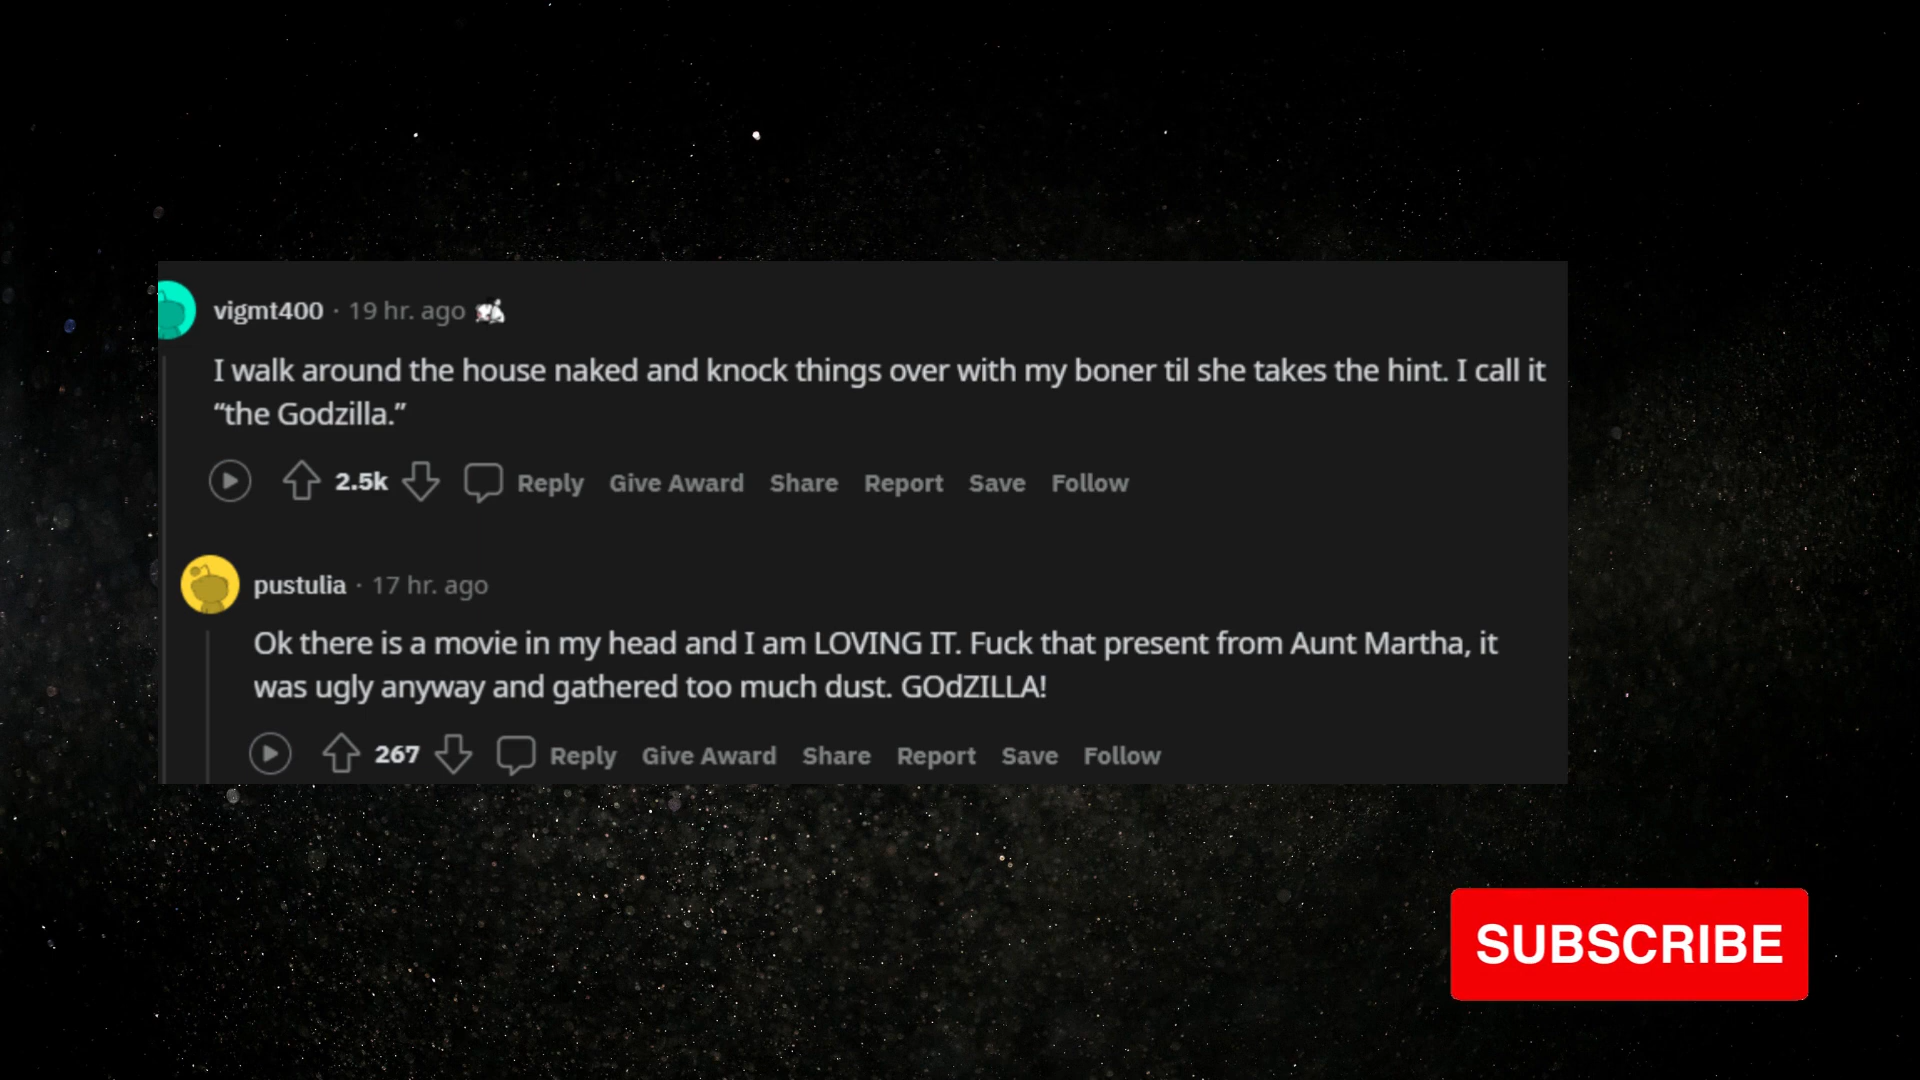 vigmt400 · 19 hr. ago
I walk around the house naked and knock things over with my boner til she takes the hint. I call it
“the Godzilla.”
2.5k Reply Give Award Share Report Save Follow
pustulia · 17 hr. ago
Ok there is a movie in my head and I am LOVING IT. Fuck that present from Aunt Martha, it
was ugly anyway and gathered too much dust. GOdZILLA!
267 Reply Give Award Share Report Save Follow
SUBSCRIBE